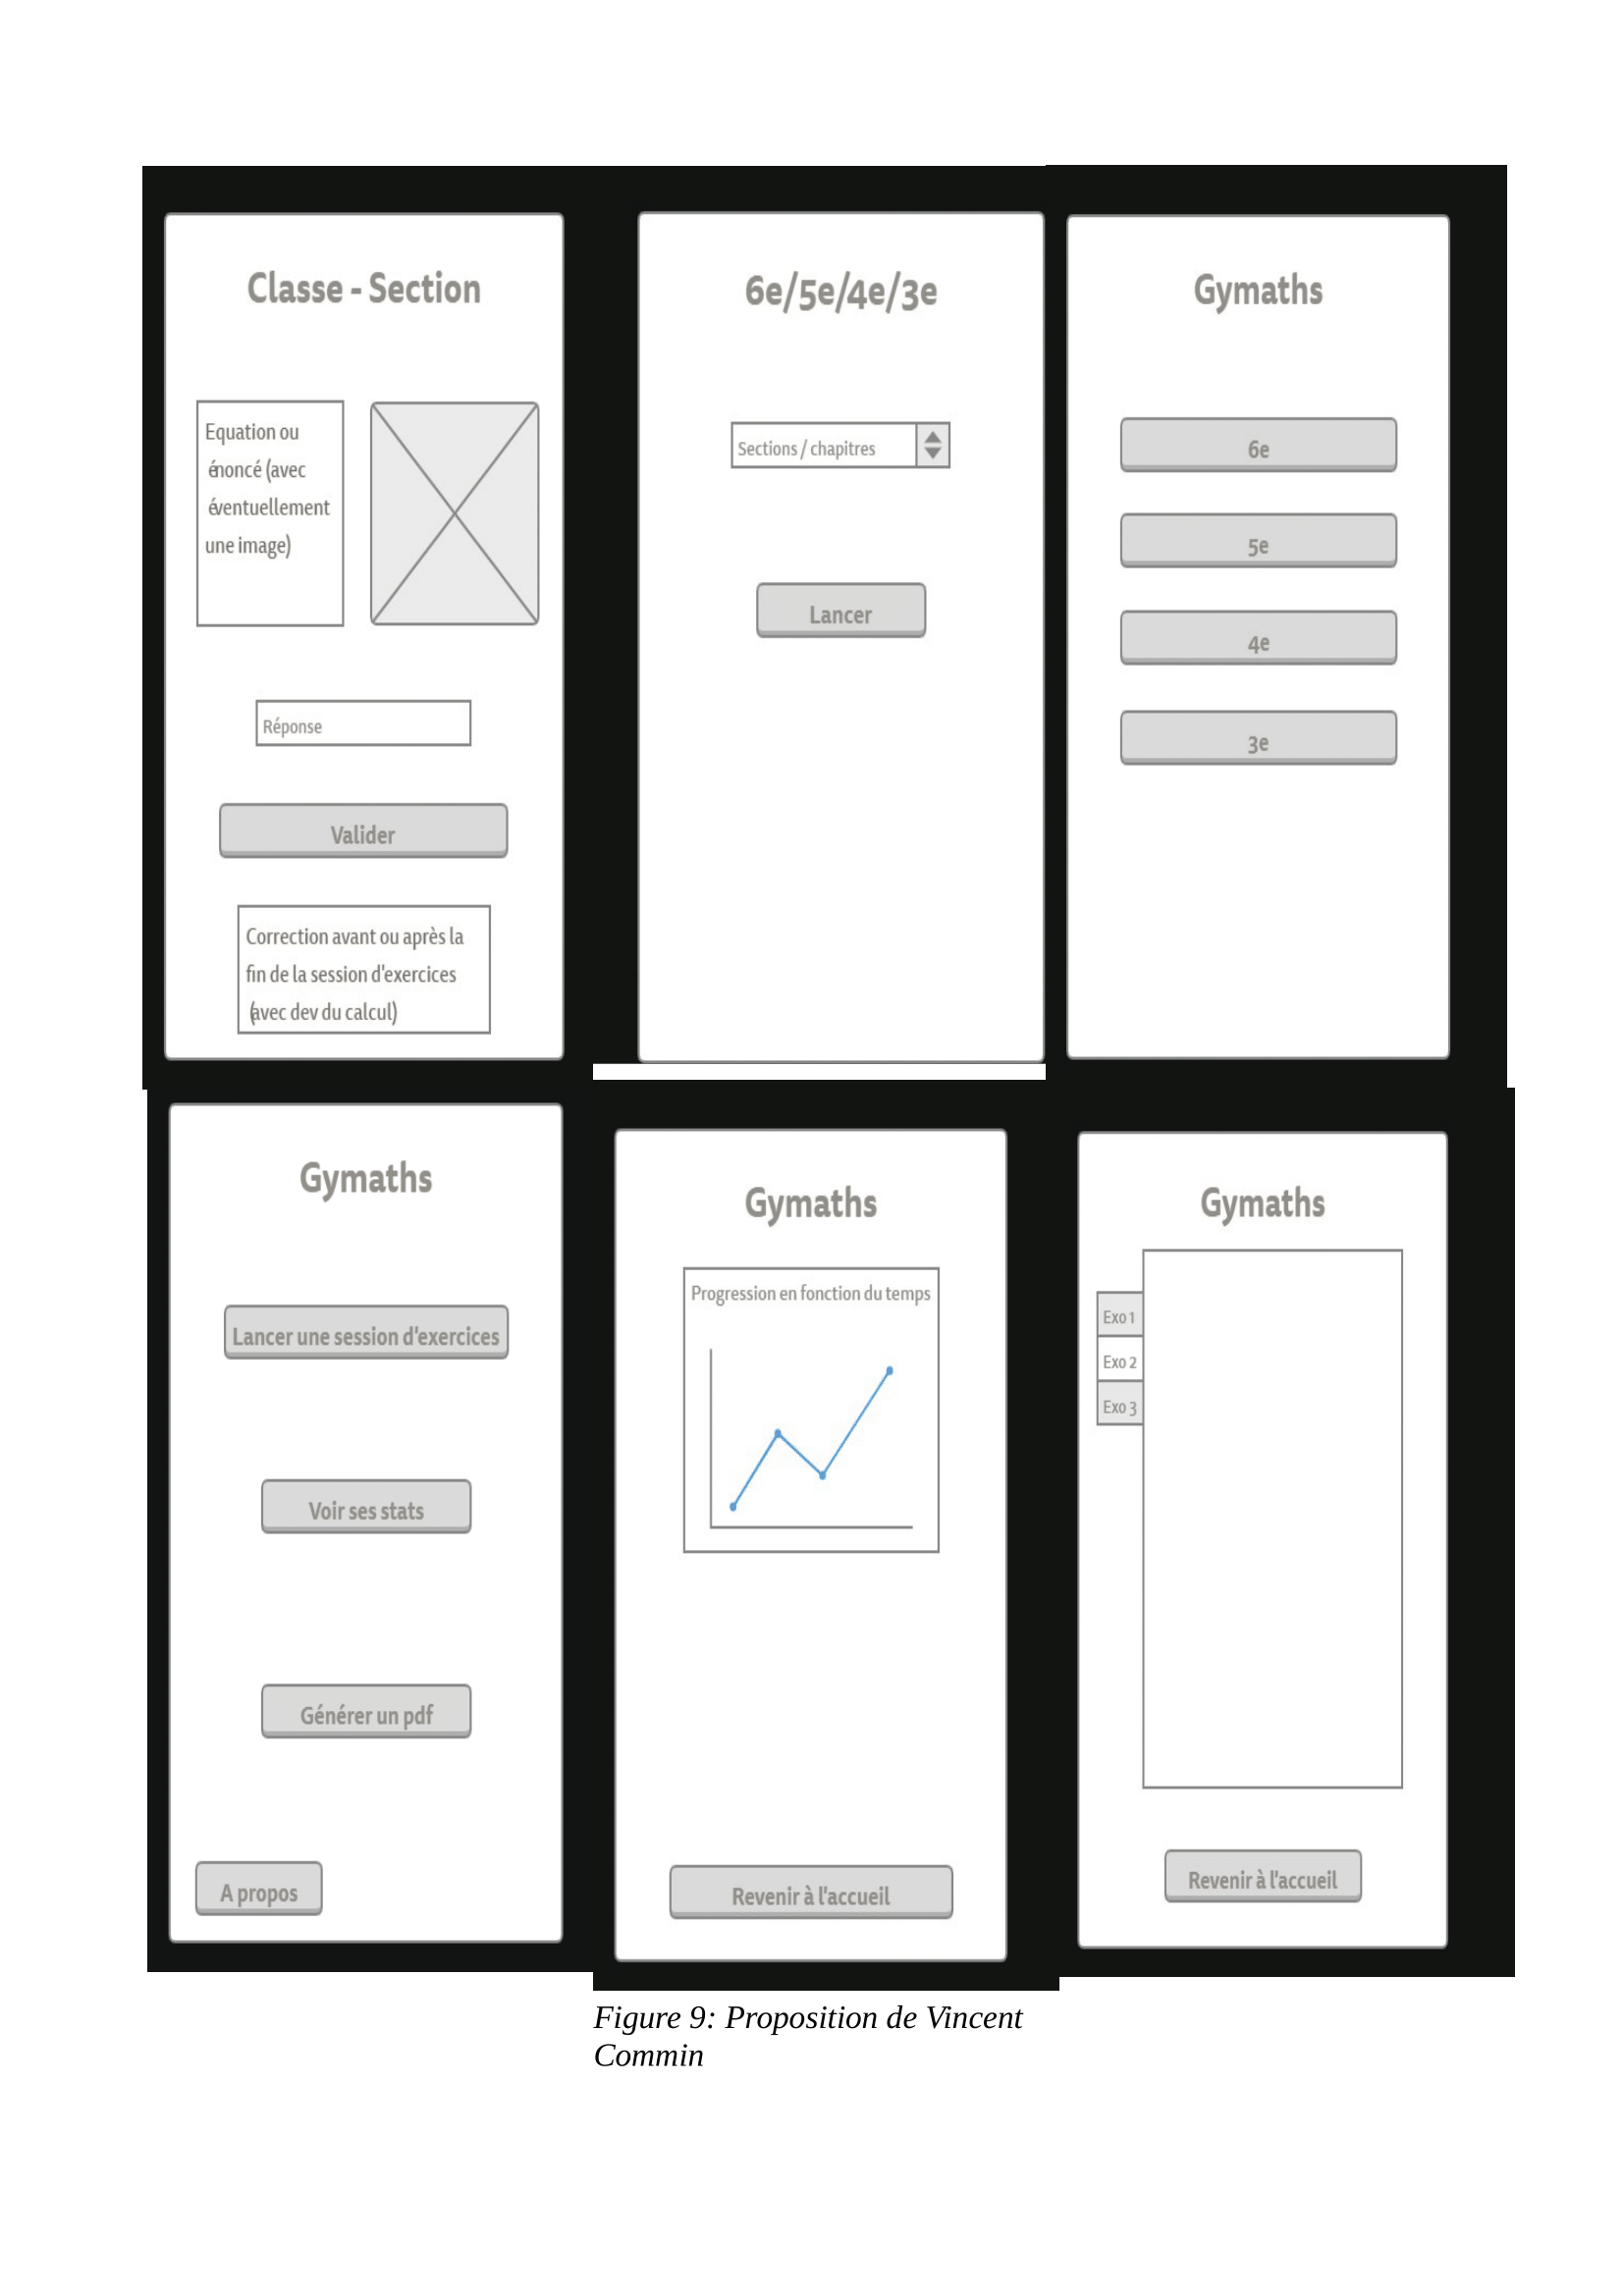 Classe - Section
Equation ou
énoncé (avec
éventuellement
une image)
Réponse
Valider
Correction avant ou après la
fin de la session d'exercices
(avec dev du calcul)
6e/5e/4e/3e
Sections / chapitres
Lancer
Gymaths
6e
5e
4e
3e
Gymaths
Lancer une session d'exercices
Voir ses stats
Générer un pdf
A propos
Gymaths
Progression en fonction du temps
Revenir à l'accueil
Gymaths
Exo 1
Exo 2
Exo 3
Revenir à l'accueil
Figure 9: Proposition de Vincent
Commin